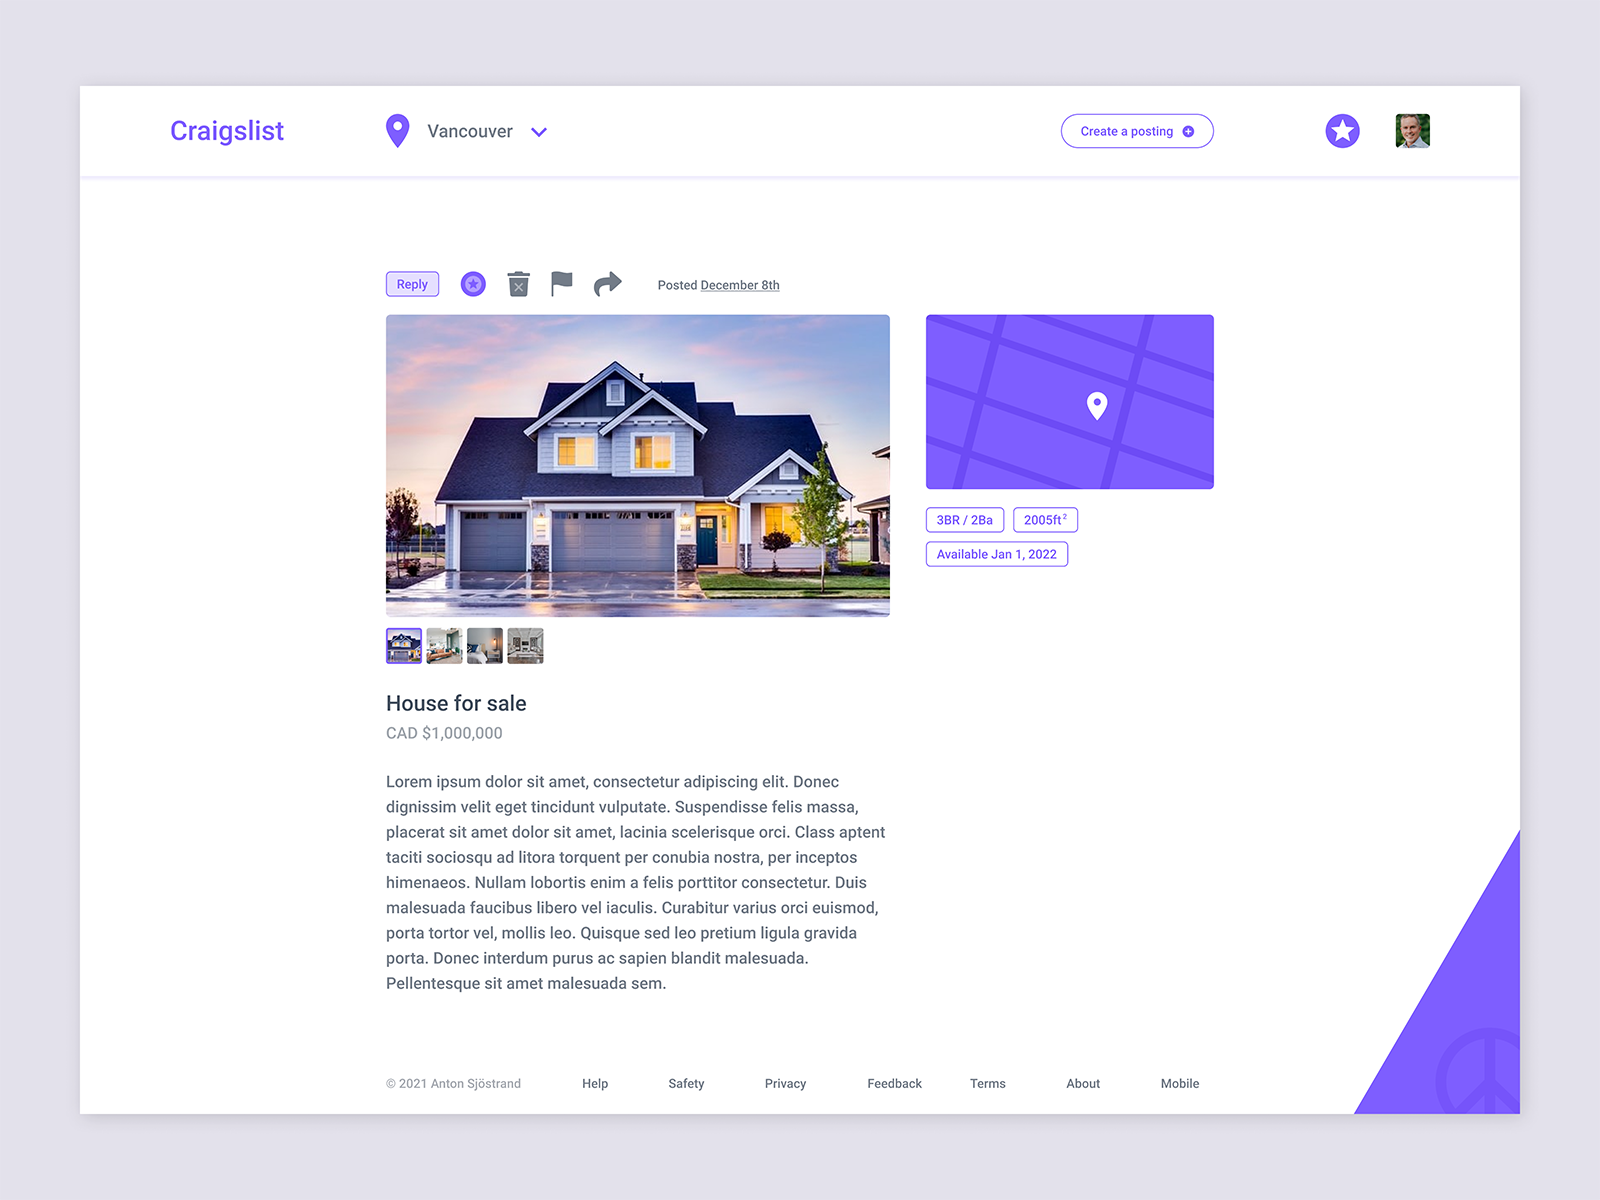 Craigslist
Vancouver
Create a posting
Reply
Posted December 8th
3BR / 2Ba
2005ft²
Available Jan 1, 2022
House for sale
CAD $1,000,000
Lorem ipsum dolor sit amet, consectetur adipiscing elit. Donec
dignissim velit eget tincidunt vulputate. Suspendisse felis massa,
placerat sit amet dolor sit amet, lacinia scelerisque orci. Class aptent
taciti sociosqu ad litora torquent per conubia nostra, per inceptos
himenaeos. Nullam lobortis enim a felis porttitor consectetur. Duis
malesuada faucibus libero vel iaculis. Curabitur varius orci euismod,
porta tortor vel, mollis leo. Quisque sed leo pretium ligula gravida
porta. Donec interdum purus ac sapien blandit malesuada.
Pellentesque sit amet malesuada sem.
© 2021 Anton Sjöstrand
Help
Safety
Privacy
Feedback
Terms
About
Mobile